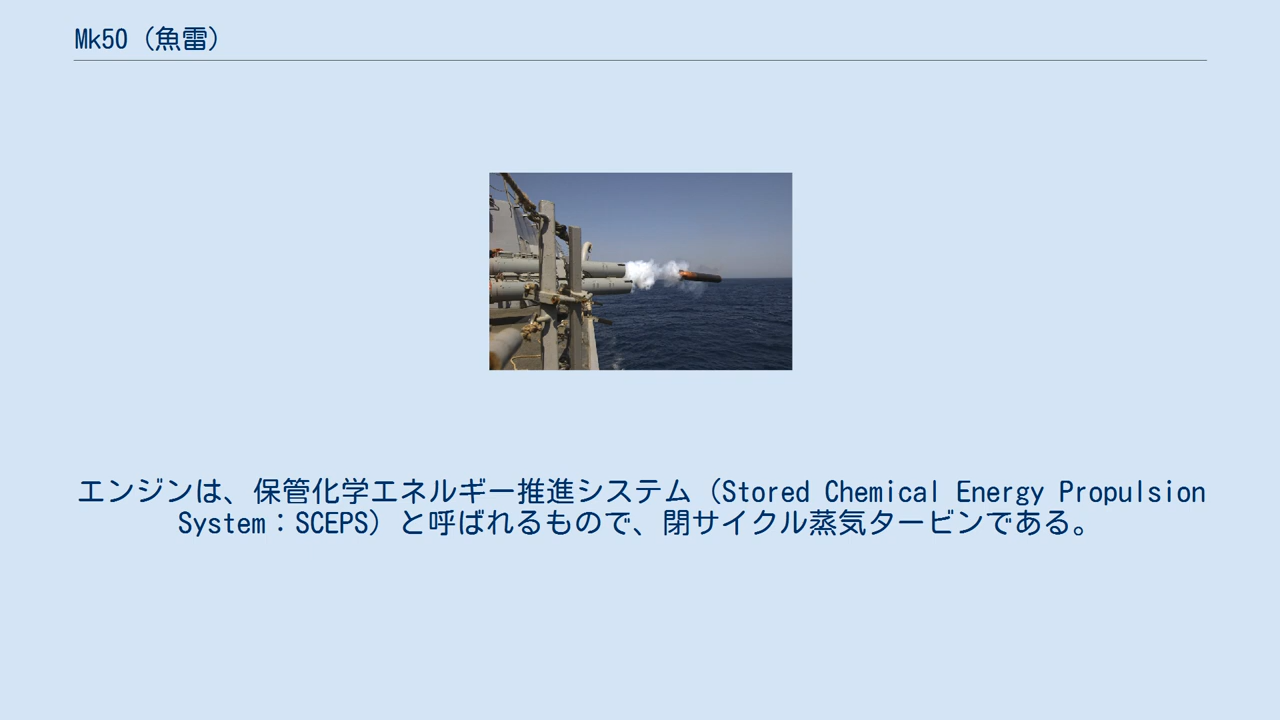 Mk50（魚雷）
エンジンは、保管化学エネルギー推進システム（Stored Chemical Energy Propulsion
System：SCEPS）と呼ばれるもので、閉サイクル蒸気タービンである。